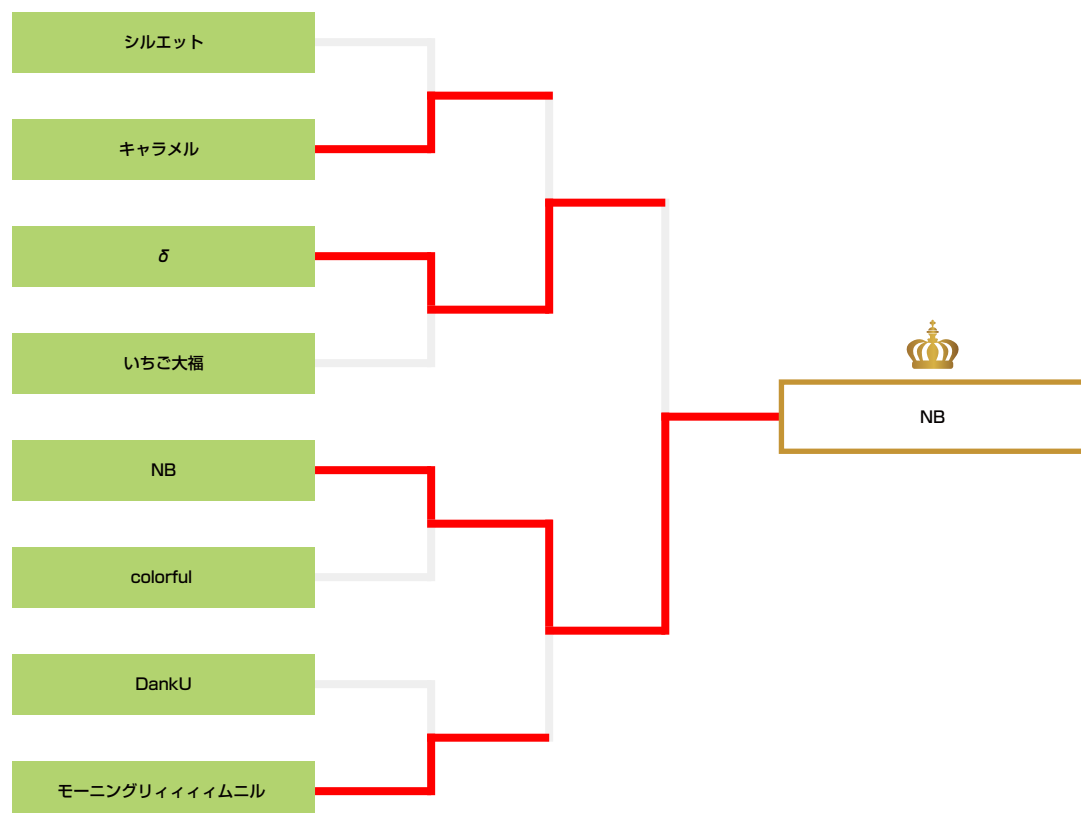 シルエット
キャラメル
δ
いちご大福
NB
colorful
DankU
モーニングリィィィィムニル
NB